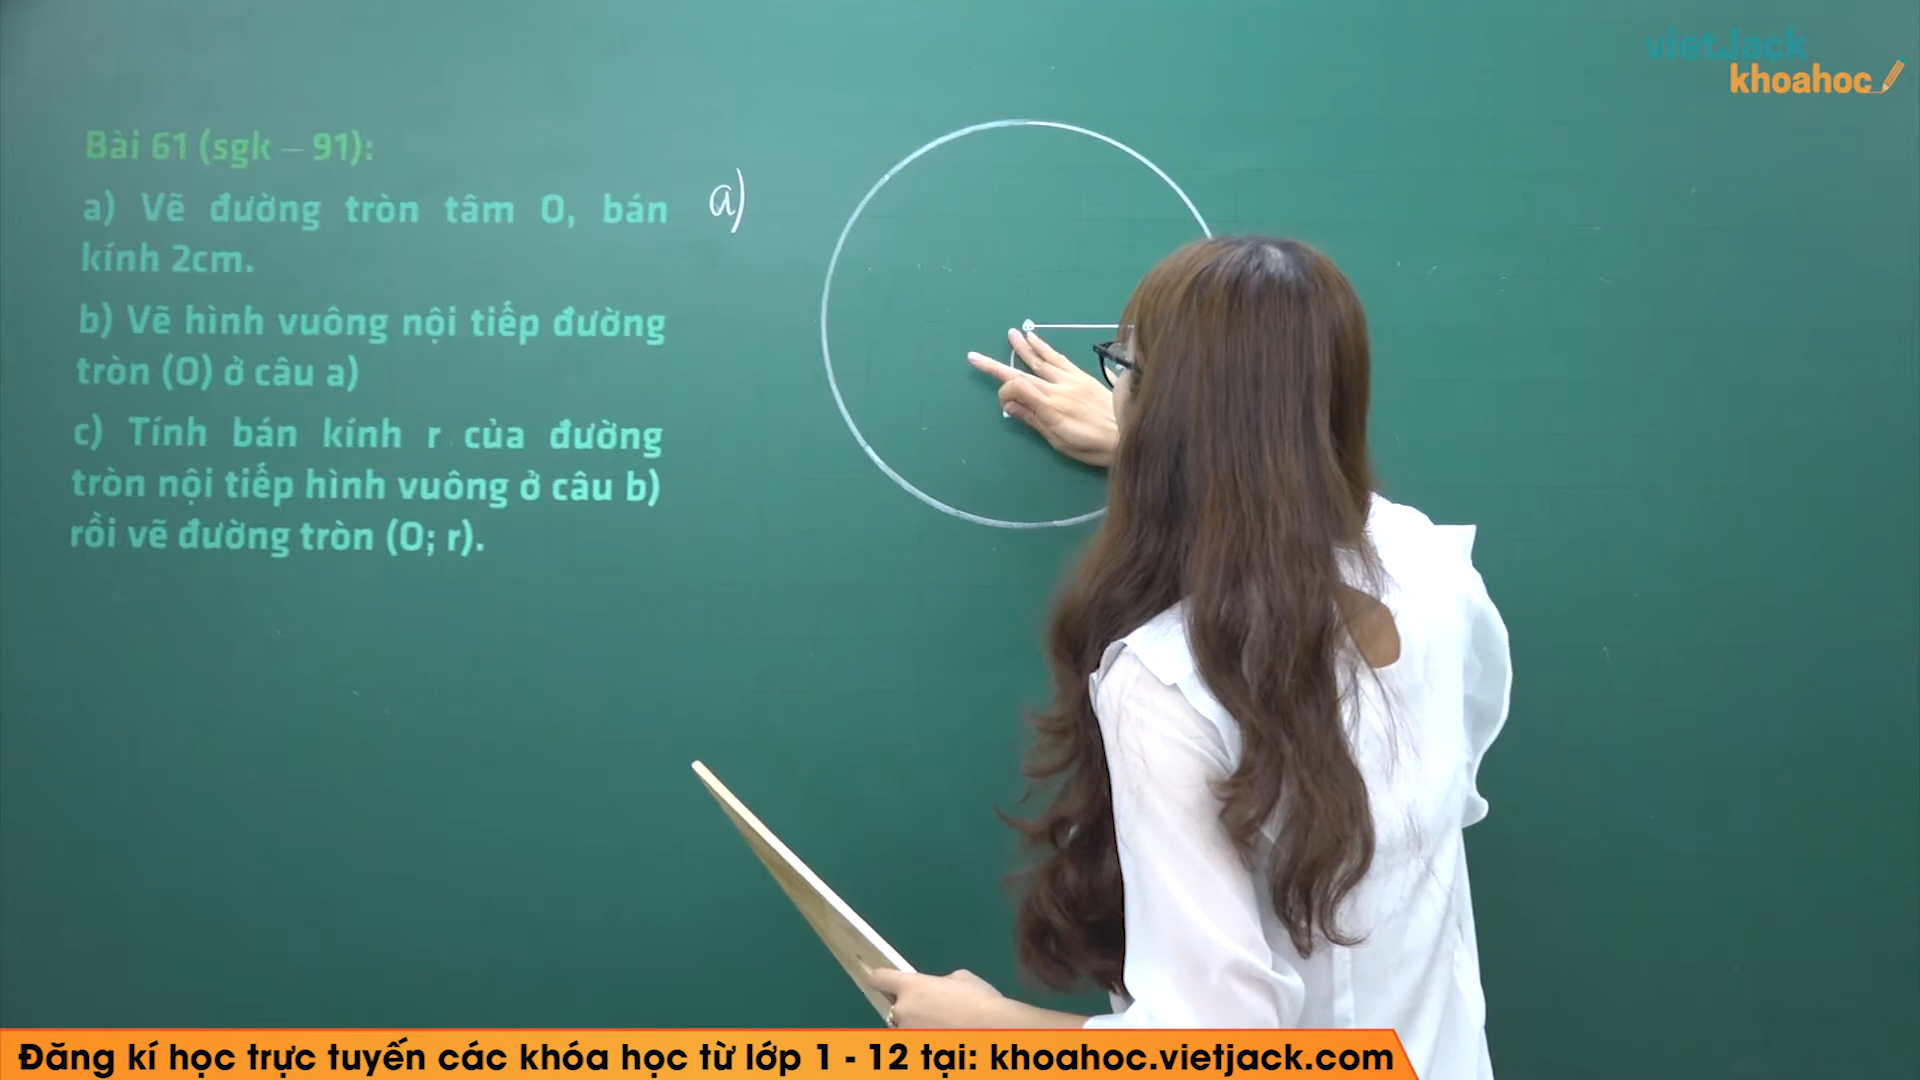 vietJack
khoahoc
Bài 61 (sgk – 91):
a) Vẽ đường tròn tâm O, bán
kính 2cm.
b) Vẽ hình vuông nội tiếp đường
tròn (O) ở câu a)
c) Tính bán kính r của đường
tròn nội tiếp hình vuông ở câu b)
rồi vẽ đường tròn (O; r).
a)
Đăng kí học trực tuyến các khóa học từ lớp 1 - 12 tại: khoahoc.vietjack.com